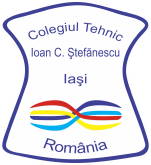 Colegiul Tehnic
Ioan C. Ştefănescu
Iaşi
România